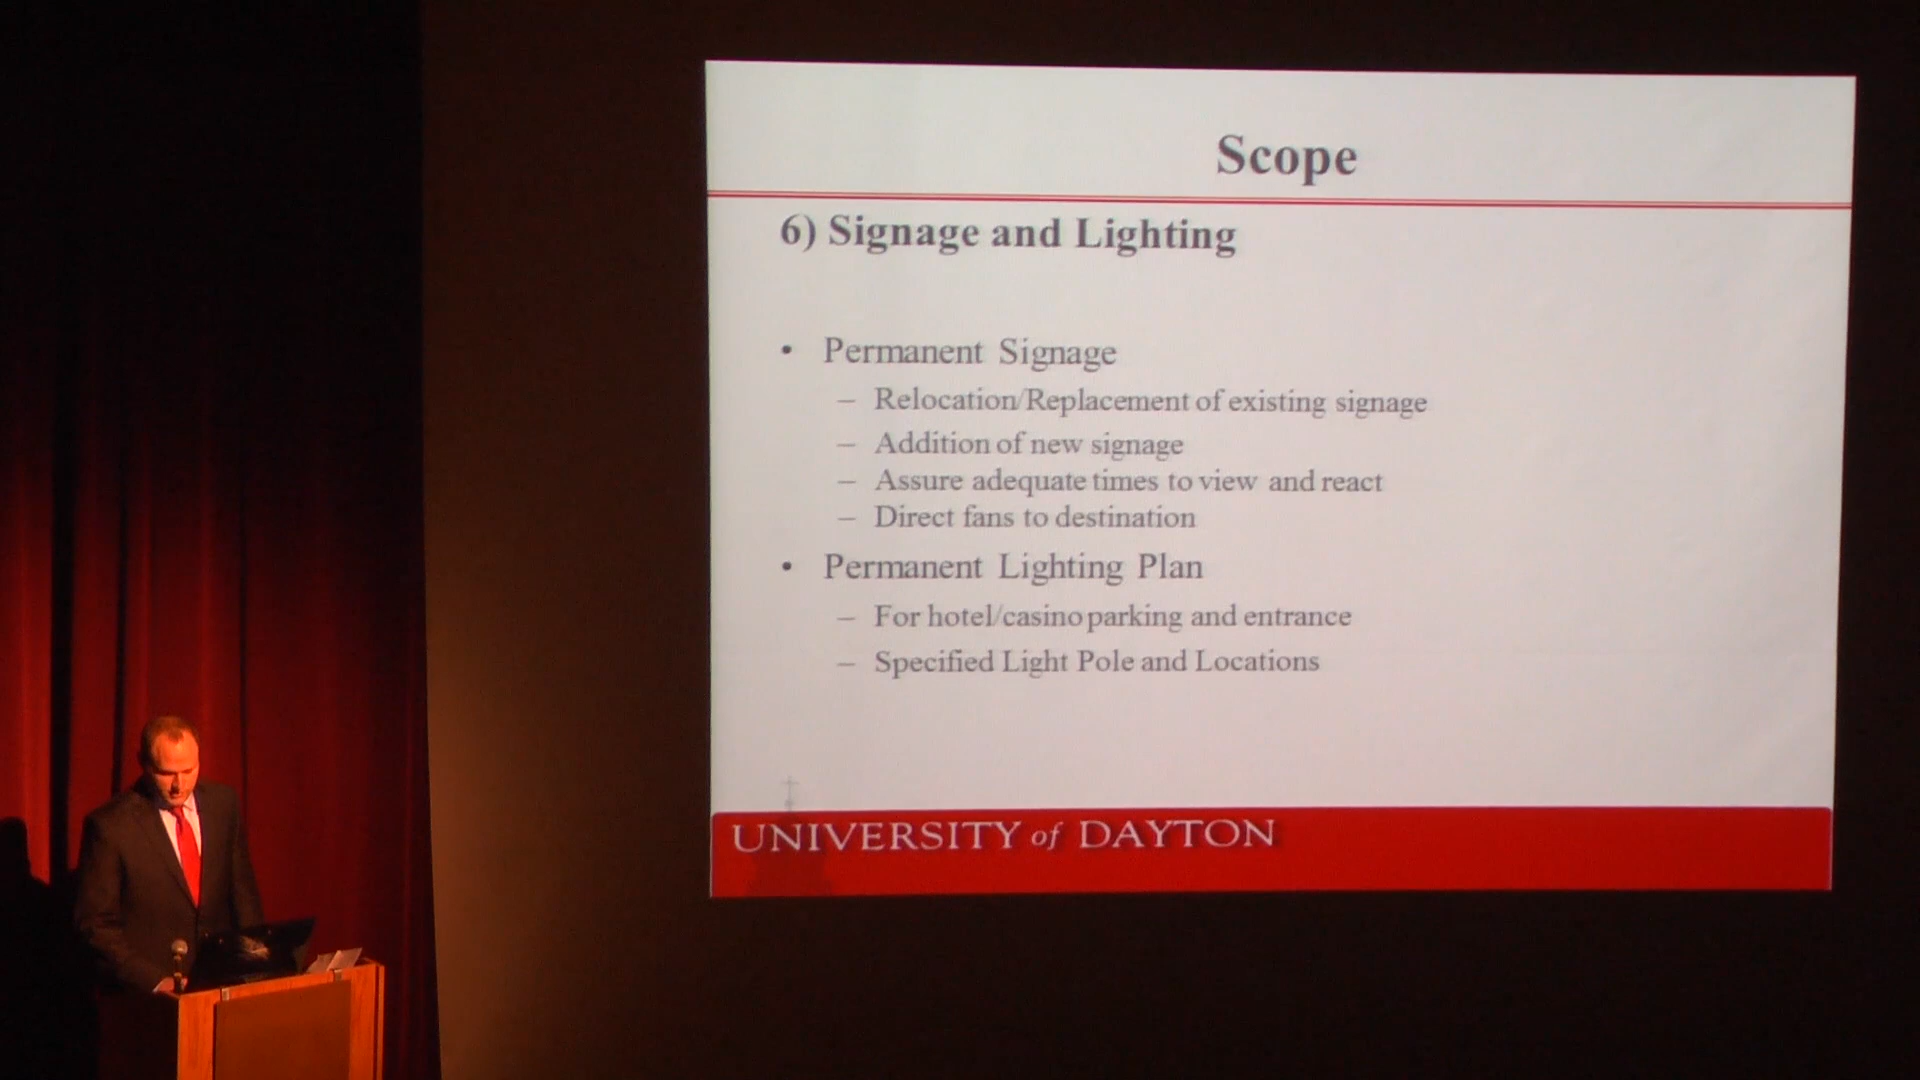 Scope
6) Signage and Lighting
• Permanent Signage
– Relocation/Replacement of existing signage
– Addition of new signage
– Assure adequate times to view and react
– Direct fans to destination
• Permanent Lighting Plan
– For hotel/casino parking and entrance
– Specified Light Pole and Locations
UNIVERSITY of DAYTON